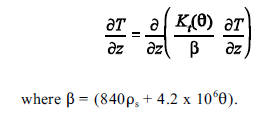 ∂T/∂z = ∂/∂z ( K_t(θ)/β ∂T/∂z )
where β = (840ρ_s + 4.2 x 10^6θ).